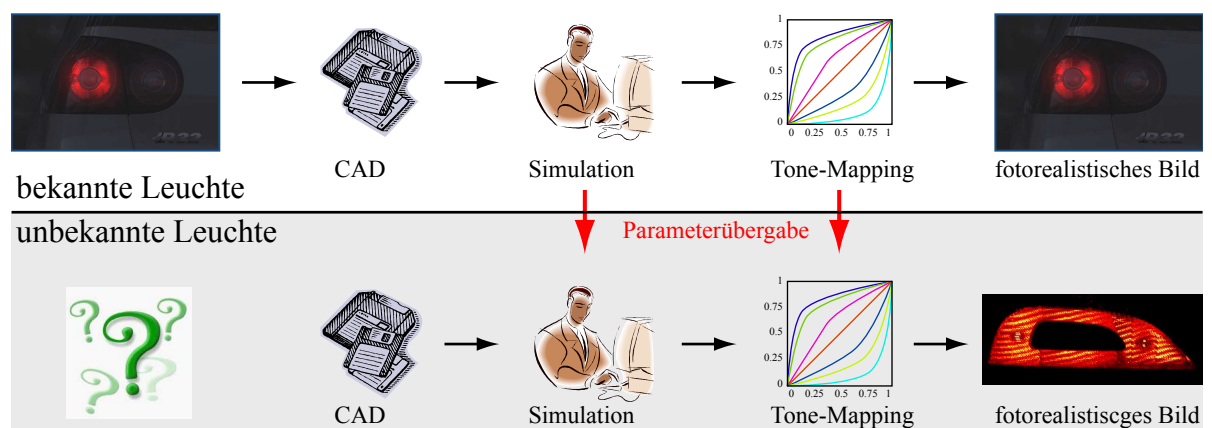 1
0.75
0.5
0.25
0
0 0.25 0.5 0.75 1
CAD
Simulation
Tone-Mapping
fotorealistisches Bild
bekannte Leuchte
unbekannte Leuchte
Parameterübergabe
1
0.75
0.5
0.25
0
0 0.25 0.5 0.75 1
CAD
Simulation
Tone-Mapping
fotorealistiscges Bild